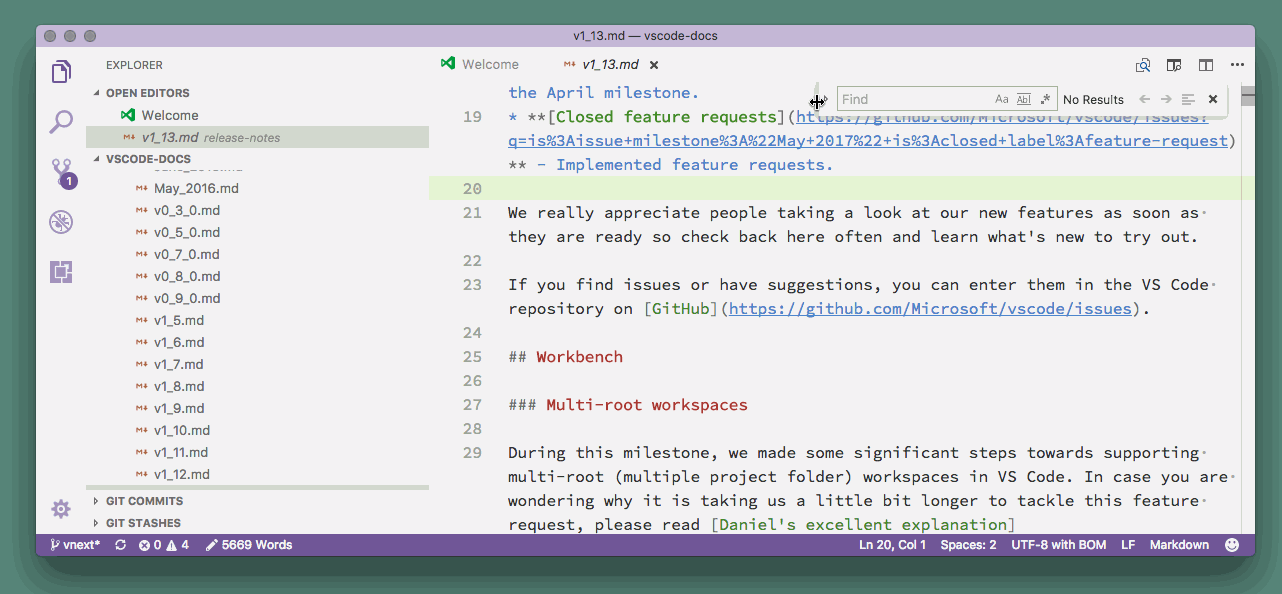 v1_13.md — vscode-docs
EXPLORER
OPEN EDITORS
Welcome
M↓ v1_13.md release-notes
VSCODE-DOCS
M↓ May_2016.md
M↓ v0_3_0.md
M↓ v0_5_0.md
M↓ v0_7_0.md
M↓ v0_8_0.md
M↓ v0_9_0.md
M↓ v1_5.md
M↓ v1_6.md
M↓ v1_7.md
M↓ v1_8.md
M↓ v1_9.md
M↓ v1_10.md
M↓ v1_11.md
M↓ v1_12.md
GIT COMMITS
GIT STASHES
1
Welcome M↓ v1_13.md
Find Aa Ab| .* No Results
the April milestone.
19 * **[Closed feature requests](https://github.com/Microsoft/vscode/issues?
q=is%3Aissue+milestone%3A%22May+2017%22+is%3Aclosed+label%3Afeature-request)
** - Implemented feature requests.
20
21 We really appreciate people taking a look at our new features as soon as·
they are ready so check back here often and learn what's new to try out.
22
23 If you find issues or have suggestions, you can enter them in the VS Code·
repository on [GitHub](https://github.com/Microsoft/vscode/issues).
24
25 ## Workbench
26
27 ### Multi-root workspaces
28
29 During this milestone, we made some significant steps towards supporting·
multi-root (multiple project folder) workspaces in VS Code. In case you are·
wondering why it is taking us a little bit longer to tackle this feature·
request, please read [Daniel's excellent explanation]
vnext* 0 4 5669 Words Ln 20, Col 1 Spaces: 2 UTF-8 with BOM LF Markdown